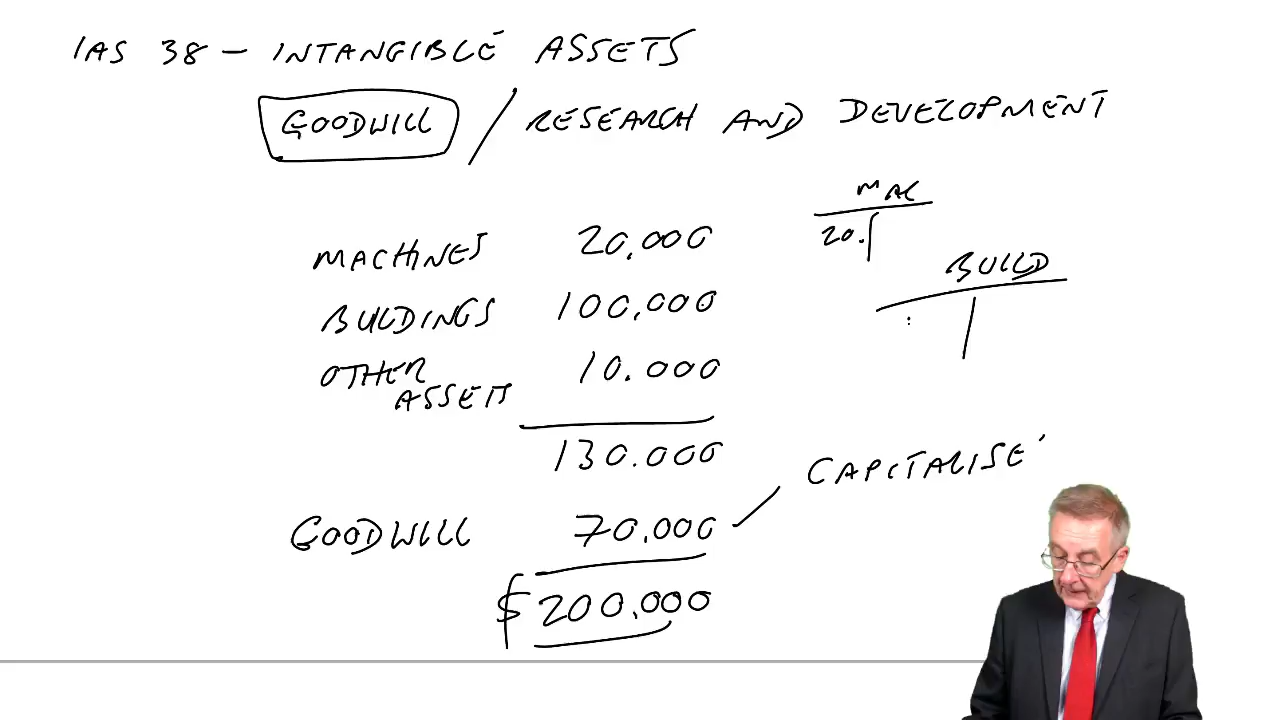 IAS 38 - INTANGIBLE ASSETS
GOODWILL / RESEARCH AND DEVELOPMENT
MAC
20.
BUILD
MACHINES 20,000
BUILDINGS 100,000
OTHER ASSETS 10.000
130.000
GOODWILL 70.000 CAPITALISE
$200,000